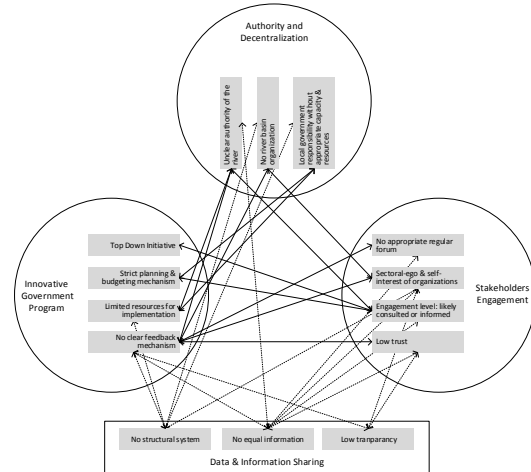 Authority and
Decentralization
Unclear authority of the
river
No river basin
organization
Local government
responsibility without
appropriate capacity &
resources
Innovative
Government
Program
Top Down Initiative
Strict planning &
budgeting mechanism
Limited resources for
implementation
No clear feedback
mechanism
No appropriate regular
forum
Sectoral-ego & self-
interest of organizations
Engagement level: likely
consulted or informed
Low trust
Stakeholders
Engagement
No structural system
No equal information
Low tranparancy
Data & Information Sharing